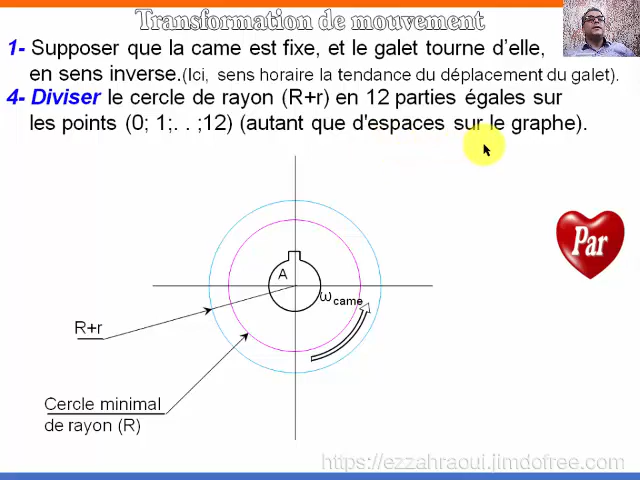 Transformation de mouvement
1- Supposer que la came est fixe, et le galet tourne d'elle,
en sens inverse.(Ici, sens horaire la tendance du déplacement du galet).
4- Diviser le cercle de rayon (R+r) en 12 parties égales sur
les points (0; 1;. . ;12) (autant que d'espaces sur le graphe).
Par
A
ωcame
R+r
Cercle minimal
de rayon (R)
https://ezzahraoui.jimdofree.com